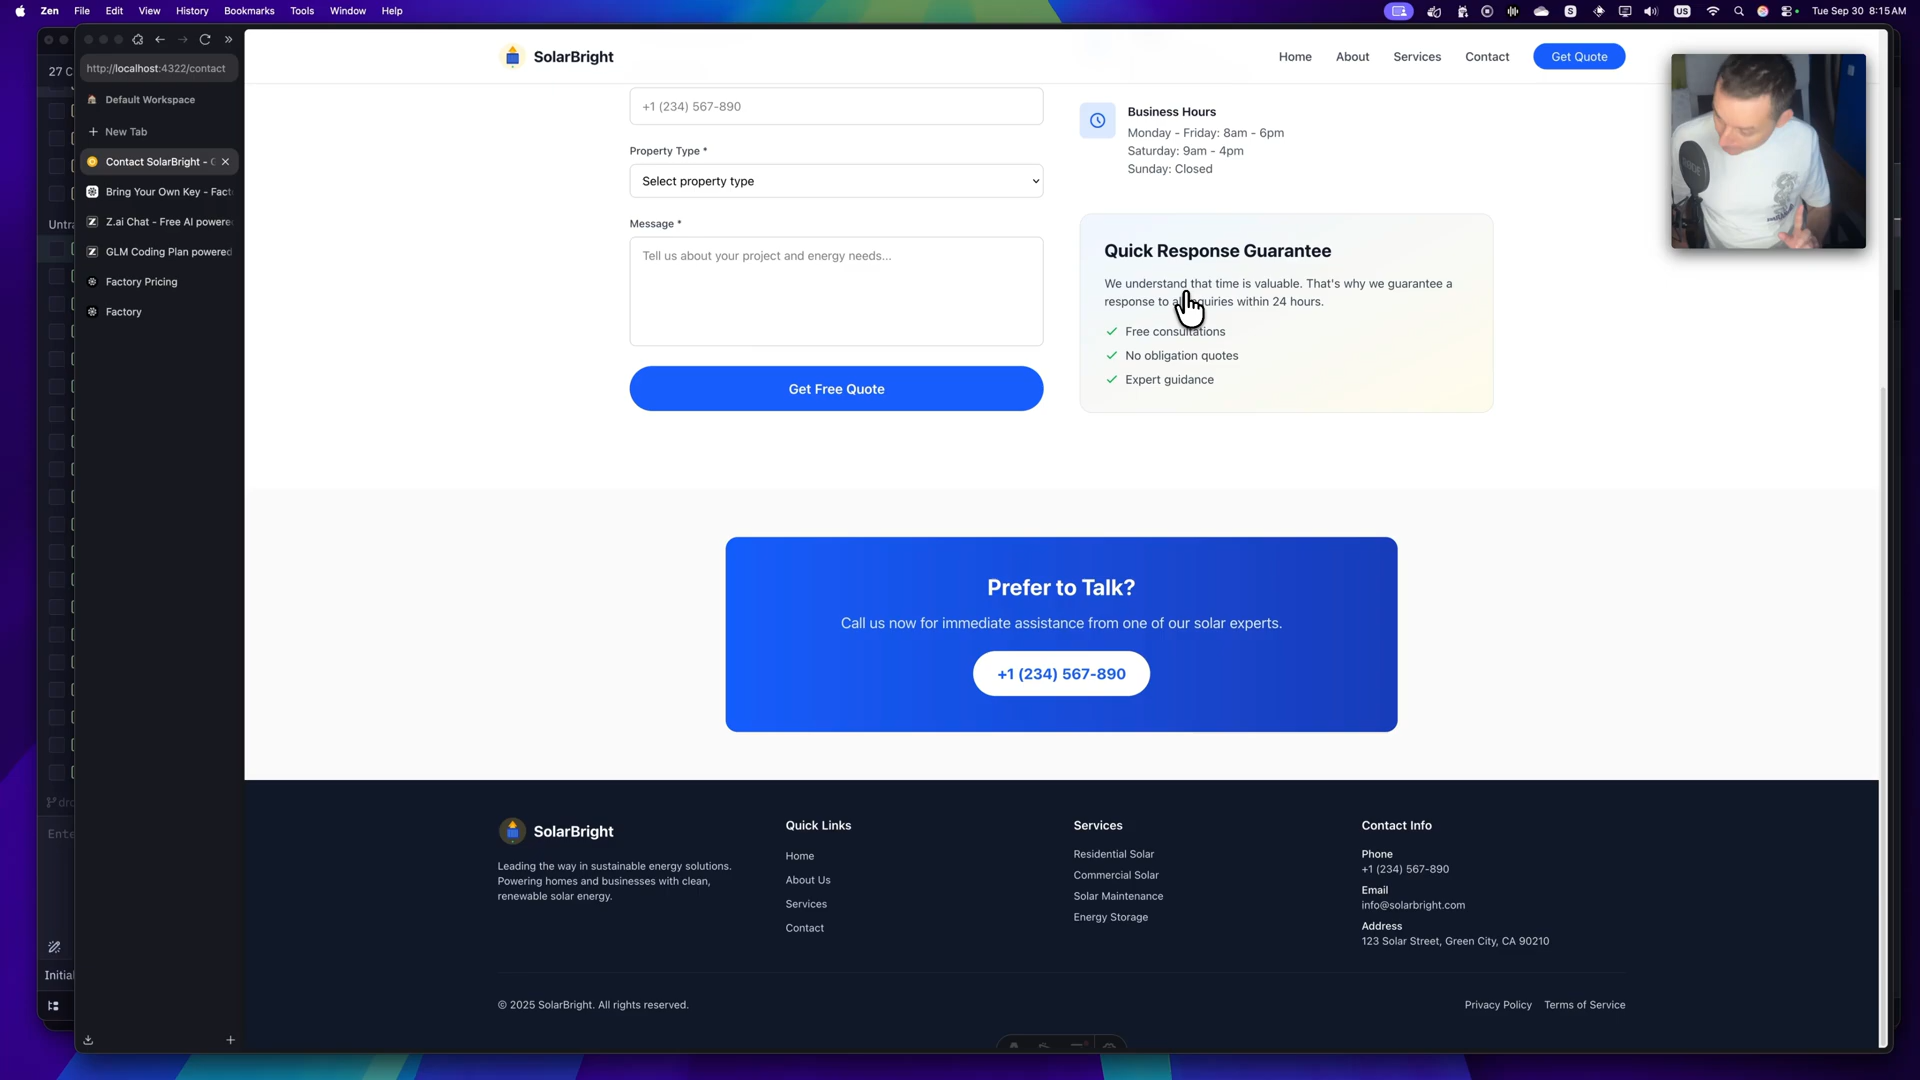 Zen File Edit View History Bookmarks Tools Window Help
US
Tue Sep 30 8:15 AM
27 C
Untra
Initial
http://localhost:4322/contact
Default Workspace
New Tab
Contact SolarBright -
Bring Your Own Key - Fact
Z.ai Chat - Free AI powere
GLM Coding Plan powered
Factory Pricing
Factory
SolarBright
Home About Services Contact Get Quote
+1 (234) 567-890
Property Type *
Select property type
Message *
Tell us about your project and energy needs...
Get Free Quote
Business Hours
Monday - Friday: 8am - 6pm
Saturday: 9am - 4pm
Sunday: Closed
Quick Response Guarantee
We understand that time is valuable. That's why we guarantee a
response to all inquiries within 24 hours.
Free consultations
No obligation quotes
Expert guidance
Prefer to Talk?
Call us now for immediate assistance from one of our solar experts.
+1 (234) 567-890
SolarBright
Leading the way in sustainable energy solutions.
Powering homes and businesses with clean,
renewable solar energy.
Quick Links
Home
About Us
Services
Contact
Services
Residential Solar
Commercial Solar
Solar Maintenance
Energy Storage
Contact Info
Phone
+1 (234) 567-890
Email
info@solarbright.com
Address
123 Solar Street, Green City, CA 90210
© 2025 SolarBright. All rights reserved.
Privacy Policy Terms of Service